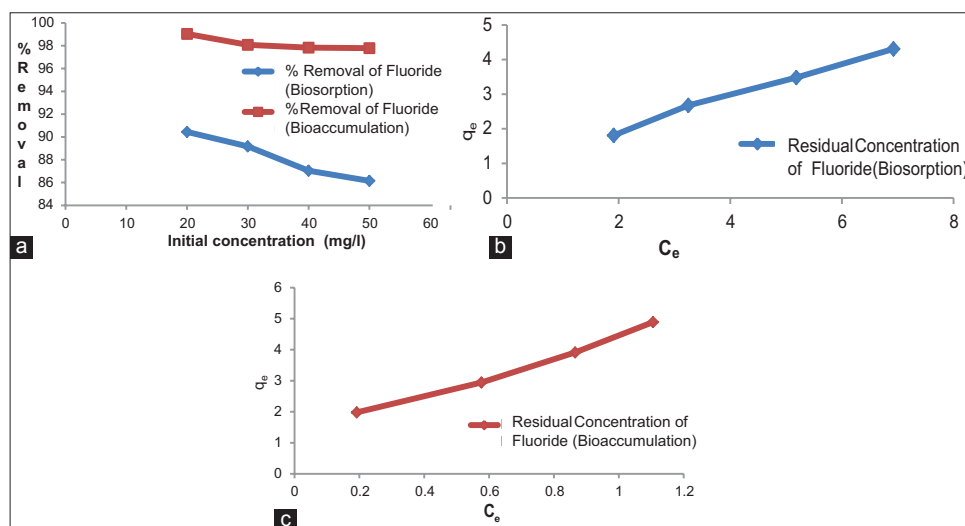 100
98
96
94
92
90
88
86
84
% Removal
0 10 20 30 40 50 60
Initial concentration (mg/l)
% Removal of Fluoride
(Biosorption)
%Removal of Fluoride
(Bioaccumulation)
a
5
4
3
2
1
0
qe
0 2 4 6 8
Ce
Residual Concentration
of Fluoride(Biosorption)
b
6
5
4
3
2
1
0
qe
0 0.2 0.4 0.6 0.8 1 1.2
Ce
Residual Concentration of
Fluoride (Bioaccumulation)
c